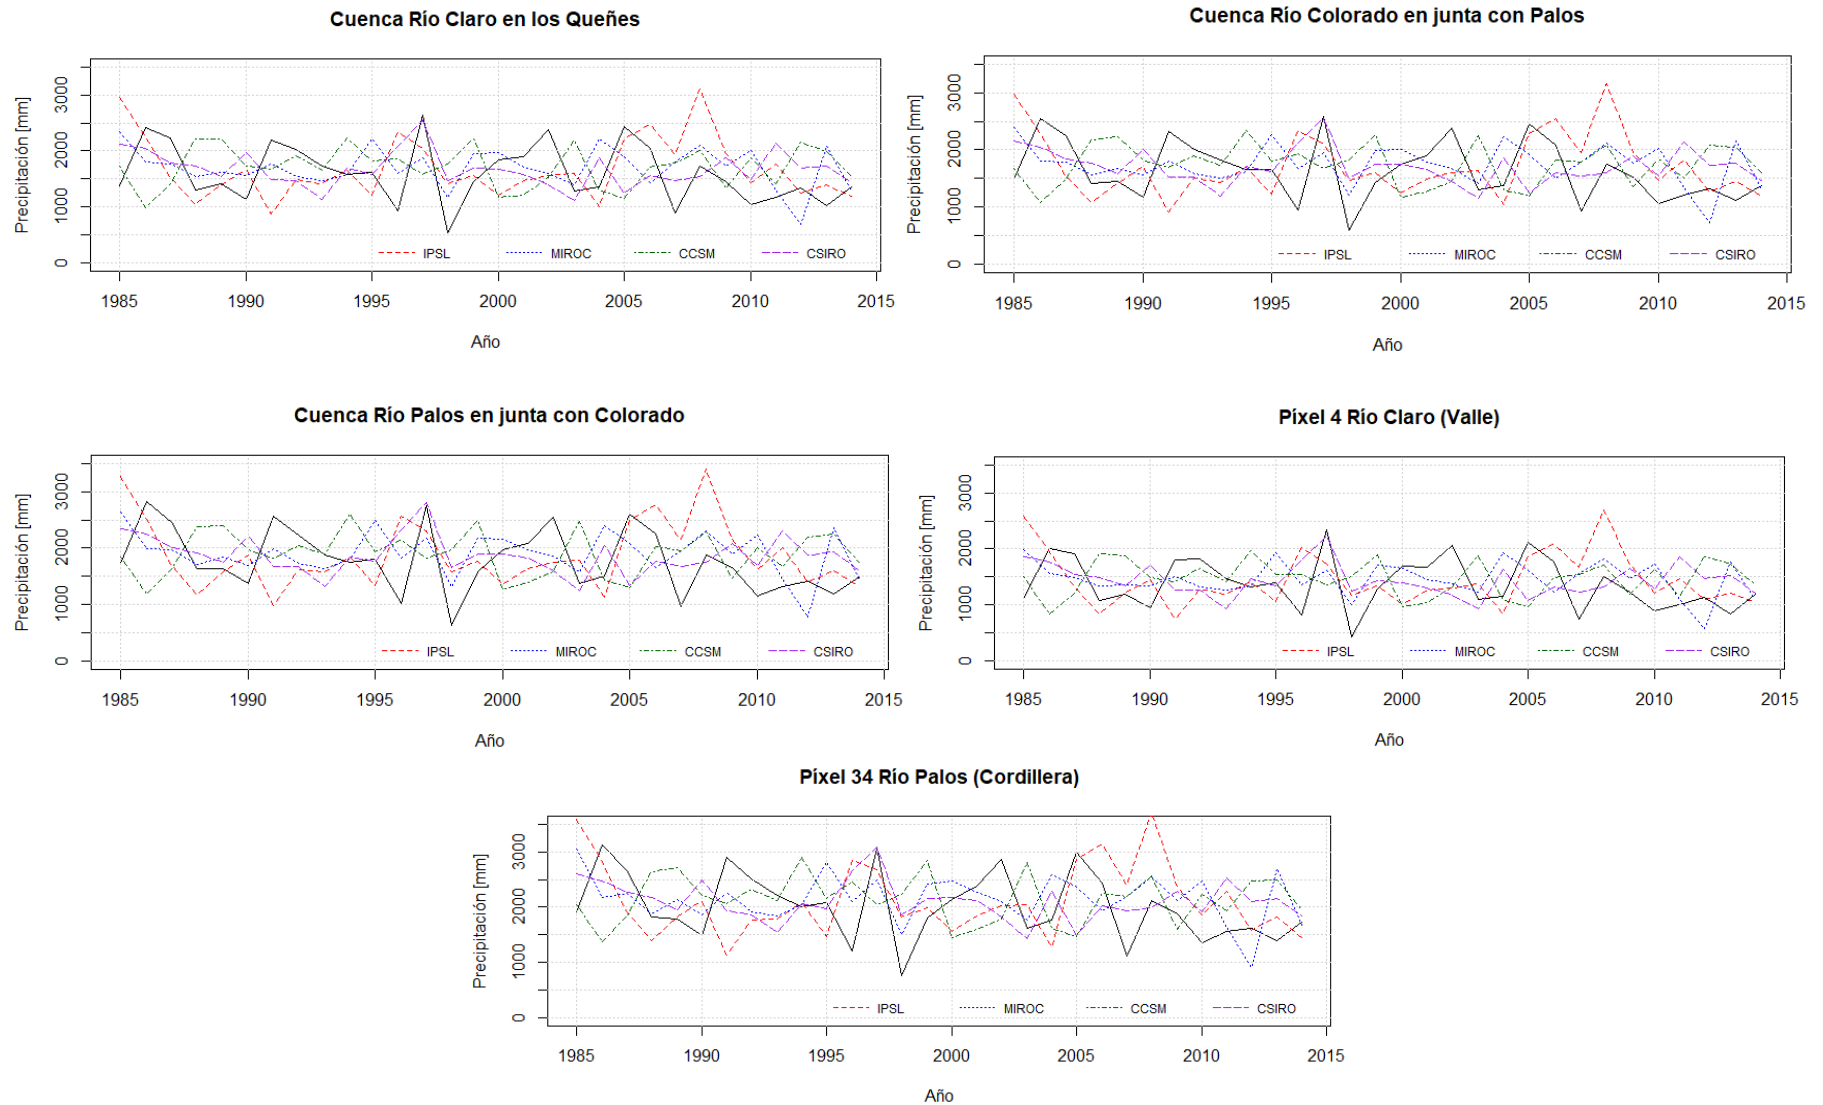 Cuenca Río Claro en los Queñes
Precipitación [mm]
3000
2000
1000
0
IPSL MIROC CCSM CSIRO
1985 1990 1995 2000 2005 2010 2015
Año
Cuenca Río Colorado en junta con Palos
Precipitación [mm]
3000
2000
1000
0
IPSL MIROC CCSM CSIRO
1985 1990 1995 2000 2005 2010 2015
Año
Cuenca Río Palos en junta con Colorado
Precipitación [mm]
3000
2000
1000
0
IPSL MIROC CCSM CSIRO
1985 1990 1995 2000 2005 2010 2015
Año
Píxel 4 Río Claro (Valle)
Precipitación [mm]
3000
2000
1000
0
IPSL MIROC CCSM CSIRO
1985 1990 1995 2000 2005 2010 2015
Año
Píxel 34 Río Palos (Cordillera)
Precipitación [mm]
3000
2000
1000
0
IPSL MIROC CCSM CSIRO
1985 1990 1995 2000 2005 2010 2015
Año